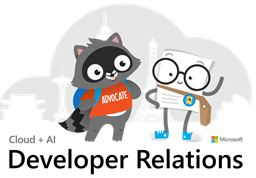 ADVOCATE
Cloud + AI
Microsoft
Developer Relations